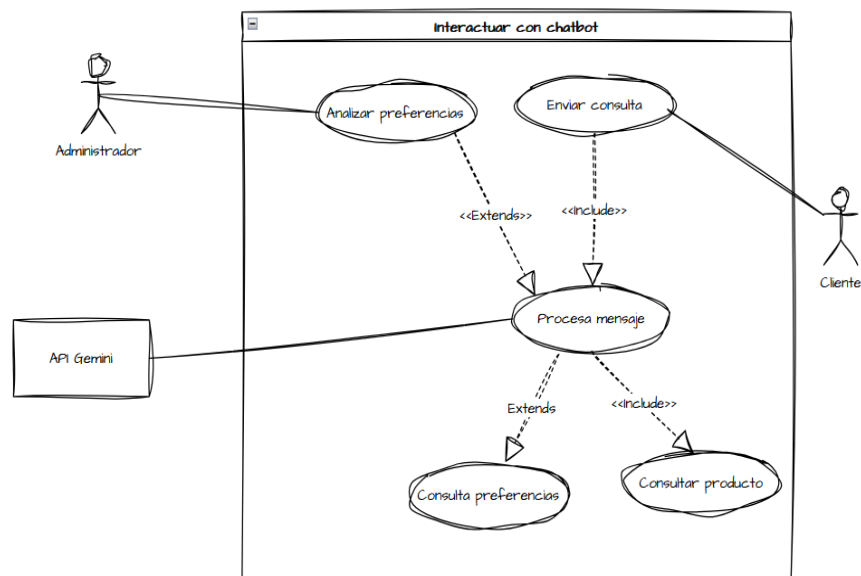 Interactuar con chatbot
Analizar preferencias
Enviar consulta
Administrador
<<Extends>>
<<Include>>
Cliente
Procesa mensaje
API Gemini
Extends
<<Include>>
Consulta preferencias
Consultar producto